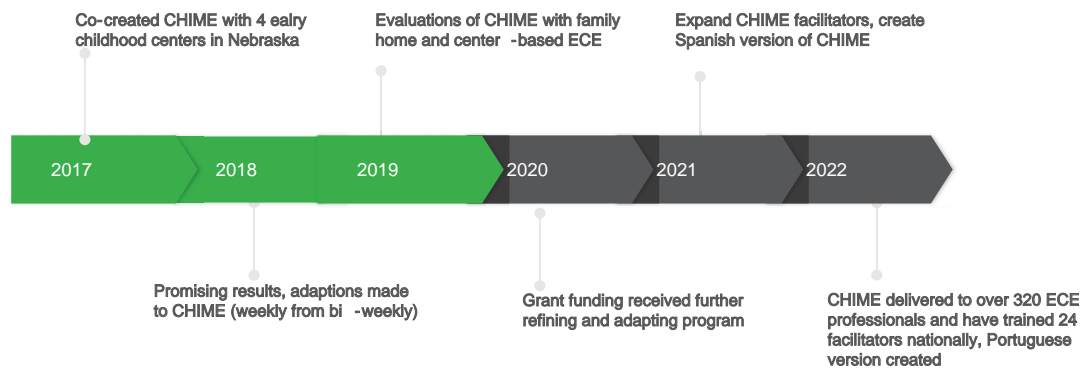 Co-created CHIME with 4 ealry
childhood centers in Nebraska
Evaluations of CHIME with family
home and center -based ECE
Expand CHIME facilitators, create
Spanish version of CHIME
2017
2018
2019
2020
2021
2022
Promising results, adaptions made
to CHIME (weekly from bi -weekly)
Grant funding received further
refining and adapting program
CHIME delivered to over 320 ECE
professionals and have trained 24
facilitators nationally, Portuguese
version created